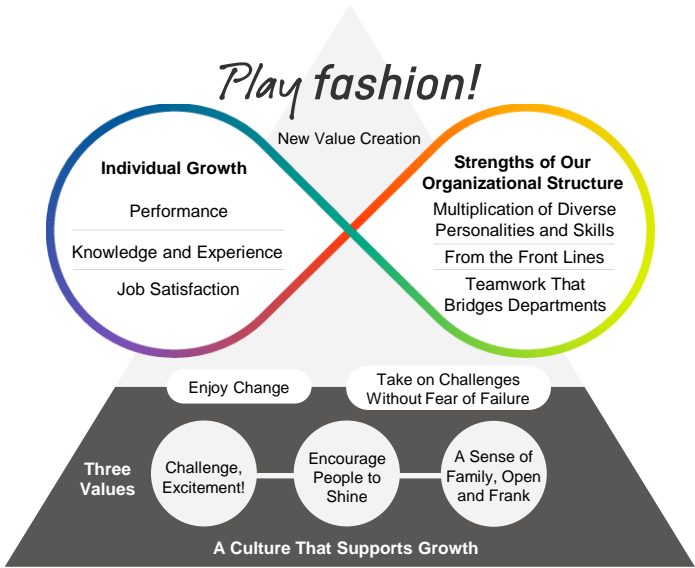 Play fashion!
New Value Creation
Individual Growth
Performance
Knowledge and Experience
Job Satisfaction
Strengths of Our
Organizational Structure
Multiplication of Diverse
Personalities and Skills
From the Front Lines
Teamwork That
Bridges Departments
Enjoy Change
Take on Challenges
Without Fear of Failure
Three
Values
Challenge,
Excitement!
Encourage
People to
Shine
A Sense of
Family, Open
and Frank
A Culture That Supports Growth